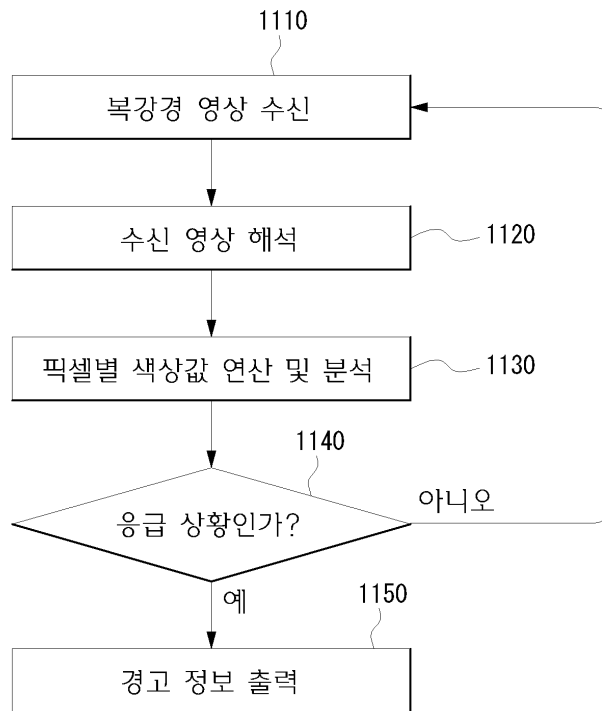 1110
복강경 영상 수신
수신 영상 해석
1120
픽셀별 색상값 연산 및 분석
1130
1140
응급 상황인가?
아니오
예
1150
경고 정보 출력